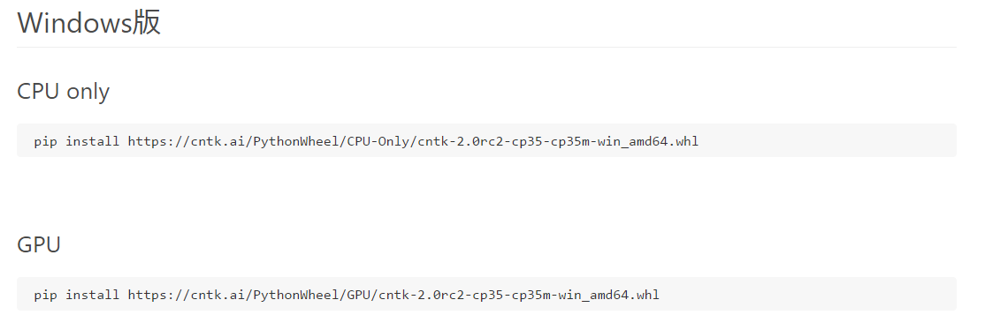 Windows版
CPU only
pip install https://cntk.ai/PythonWheel/CPU-Only/cntk-2.0rc2-cp35-cp35m-win_amd64.whl
GPU
pip install https://cntk.ai/PythonWheel/GPU/cntk-2.0rc2-cp35-cp35m-win_amd64.whl